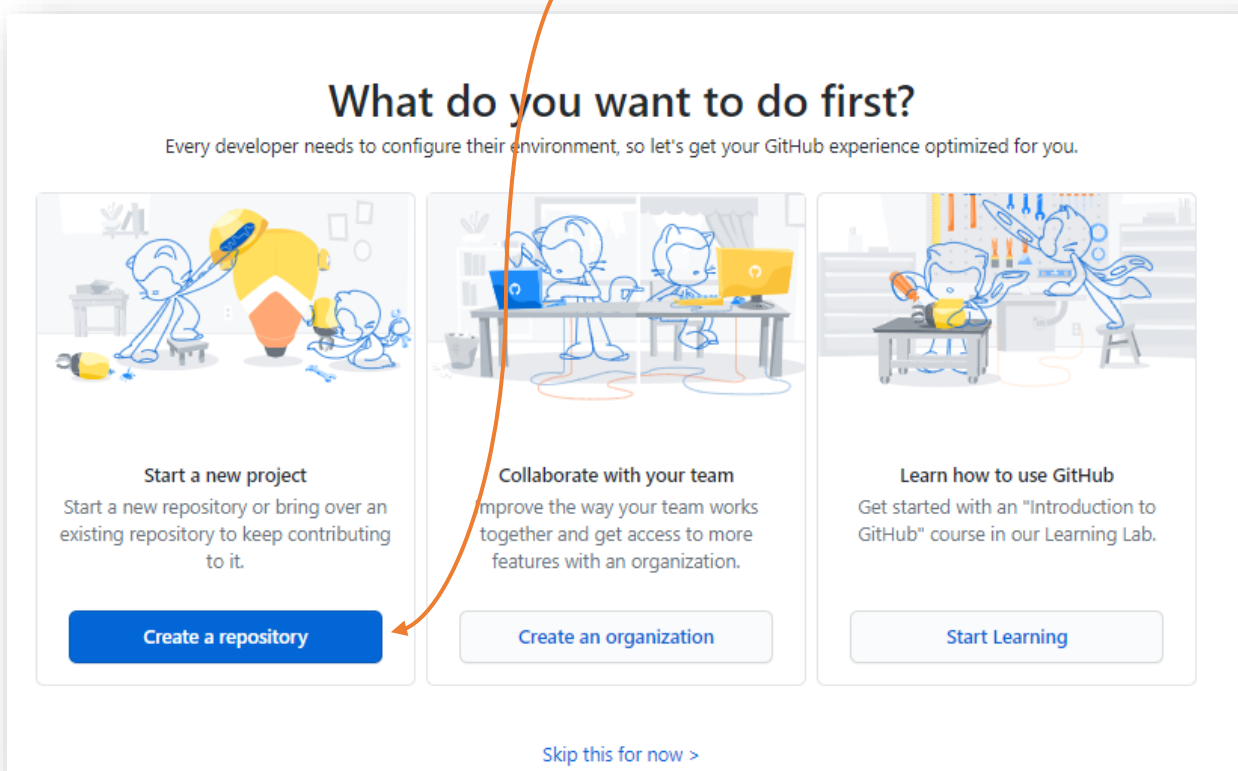 What do you want to do first?
Every developer needs to configure their environment, so let's get your GitHub experience optimized for you.
Start a new project
Start a new repository or bring over an
existing repository to keep contributing
to it.
Create a repository
Collaborate with your team
Improve the way your team works
together and get access to more
features with an organization.
Create an organization
Learn how to use GitHub
Get started with an "Introduction to
GitHub" course in our Learning Lab.
Start Learning
Skip this for now >